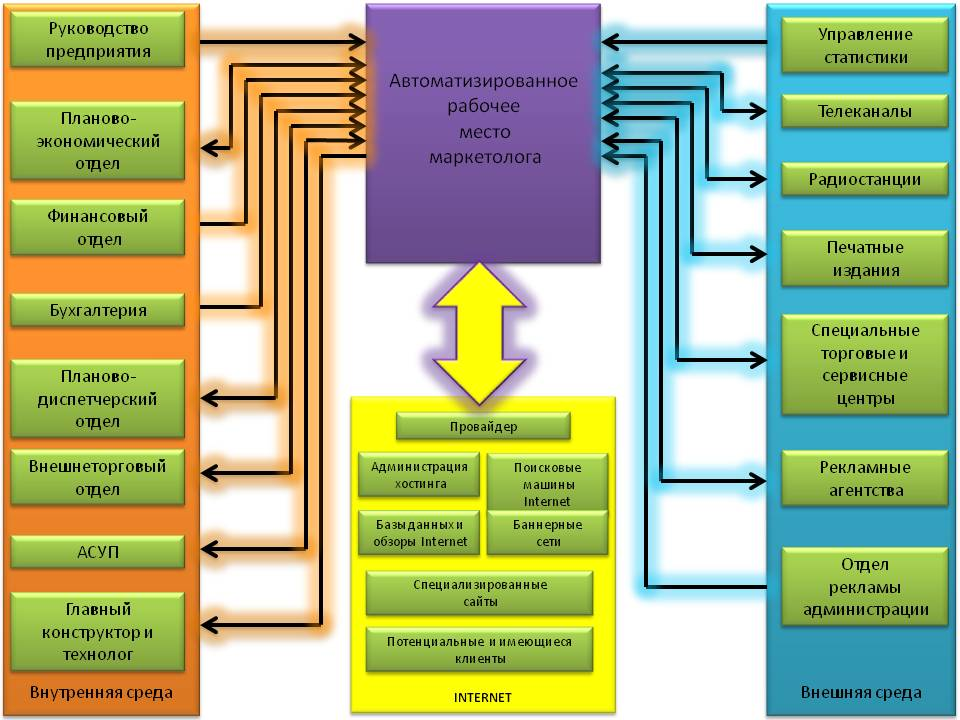 Руководство
предприятия
Планово-
экономический
отдел
Финансовый
отдел
Бухгалтерия
Планово-
диспетчерский
отдел
Внешнеторговый
отдел
АСУП
Главный
конструктор и
технолог
Внутренняя среда
Автоматизированное
рабочее
место
маркетолога
Провайдер
Администрация
хостинга
Поисковые
машины
Internet
Базы данных и
обзоры Internet
Баннерные
сети
Специализированные
сайты
Потенциальные и имеющиеся
клиенты
INTERNET
Управление
статистики
Телеканалы
Радиостанции
Печатные
издания
Специальные
торговые и
сервисные
центры
Рекламные
агентства
Отдел
рекламы
администрации
Внешняя среда